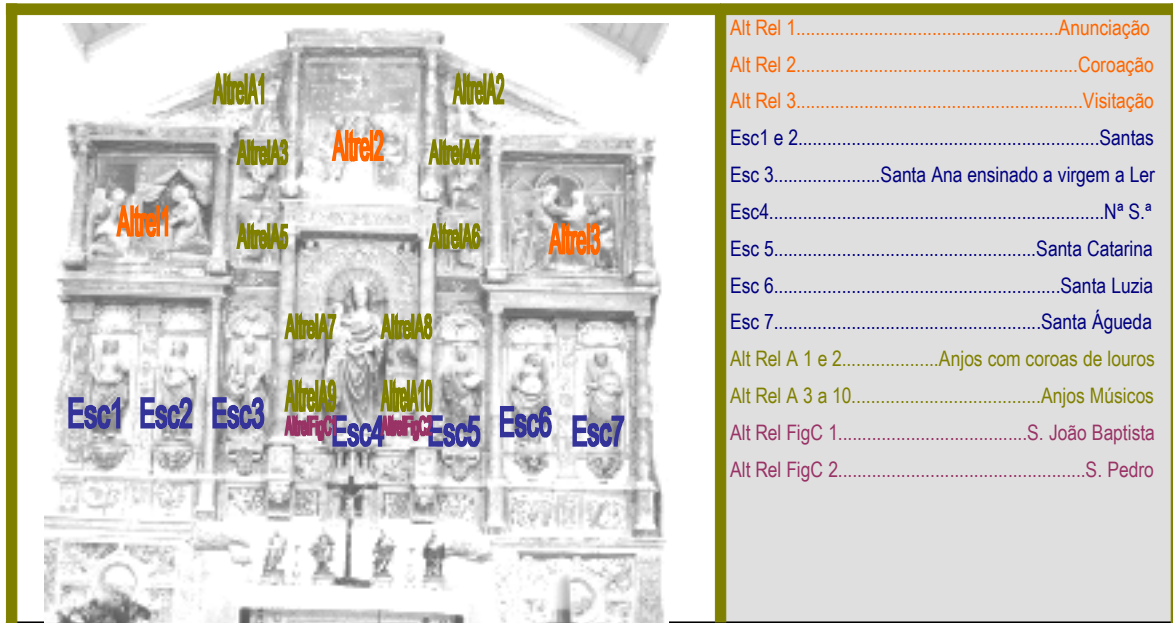 AltrelA1
AltrelA2
AltrelA3
Altrel2
AltrelA4
Altrel1
AltrelA5
AltrelA6
Altrel3
AltrelA7
AltrelA8
AltrelA9
AltrelA10
Esc1
Esc2
Esc3
AltrelFigC1
Esc4
AltrelFigC2
Esc5
Esc6
Esc7
Alt Rel 1....................................................Anunciação
Alt Rel 2........................................................Coroação
Alt Rel 3.........................................................Visitação
Esc1 e 2............................................................Santas
Esc 3.....................Santa Ana ensinado a virgem a Ler
Esc4...................................................................Nª S.ª
Esc 5....................................................Santa Catarina
Esc 6.........................................................Santa Luzia
Esc 7.....................................................Santa Águeda
Alt Rel A 1 e 2...................Anjos com coroas de louros
Alt Rel A 3 a 10.......................................Anjos Músicos
Alt Rel FigC 1......................................S. João Baptista
Alt Rel FigC 2.................................................S. Pedro